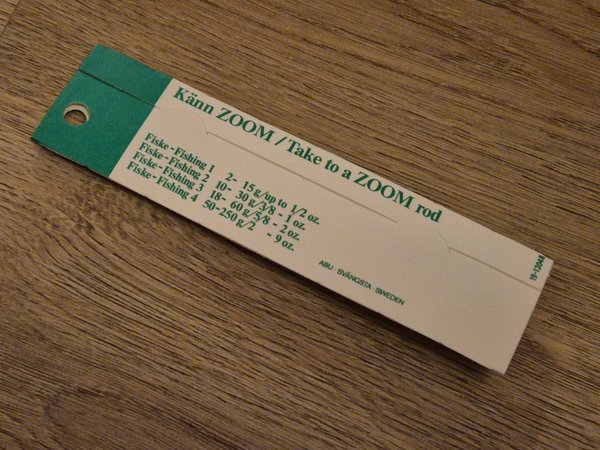 Känn ZOOM / Take to a ZOOM rod
Fiske-Fishing 1 2- 15 g/up to 1/2 oz.
Fiske-Fishing 2 10- 30 g/3/8 - 1 oz.
Fiske-Fishing 3 18- 60 g/5/8 - 2 oz.
Fiske-Fishing 4 50-250 g/2 - 9 oz.
ABU · SVÄNGSTA · SWEDEN